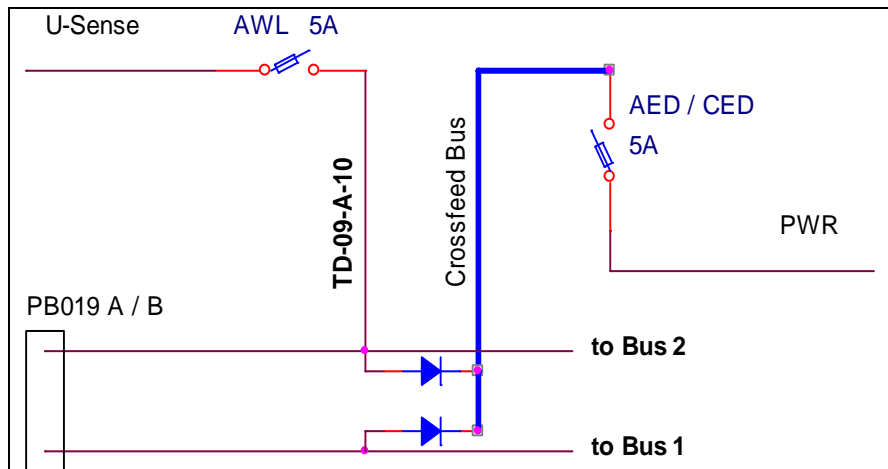 U-Sense
AWL 5A
AED / CED
5A
Crossfeed Bus
TD-09-A-10
PWR
PB019 A / B
to Bus 2
to Bus 1